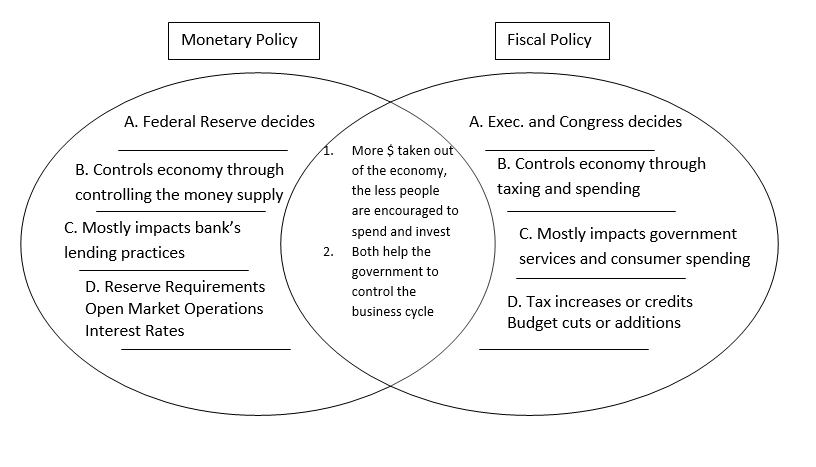 Monetary Policy
Fiscal Policy
A. Federal Reserve decides
B. Controls economy through
controlling the money supply
C. Mostly impacts bank's
lending practices
D. Reserve Requirements
Open Market Operations
Interest Rates
1. More $ taken out
of the economy,
the less people
are encouraged to
spend and invest
2. Both help the
government to
control the
business cycle
A. Exec. and Congress decides
B. Controls economy through
taxing and spending
C. Mostly impacts government
services and consumer spending
D. Tax increases or credits
Budget cuts or additions